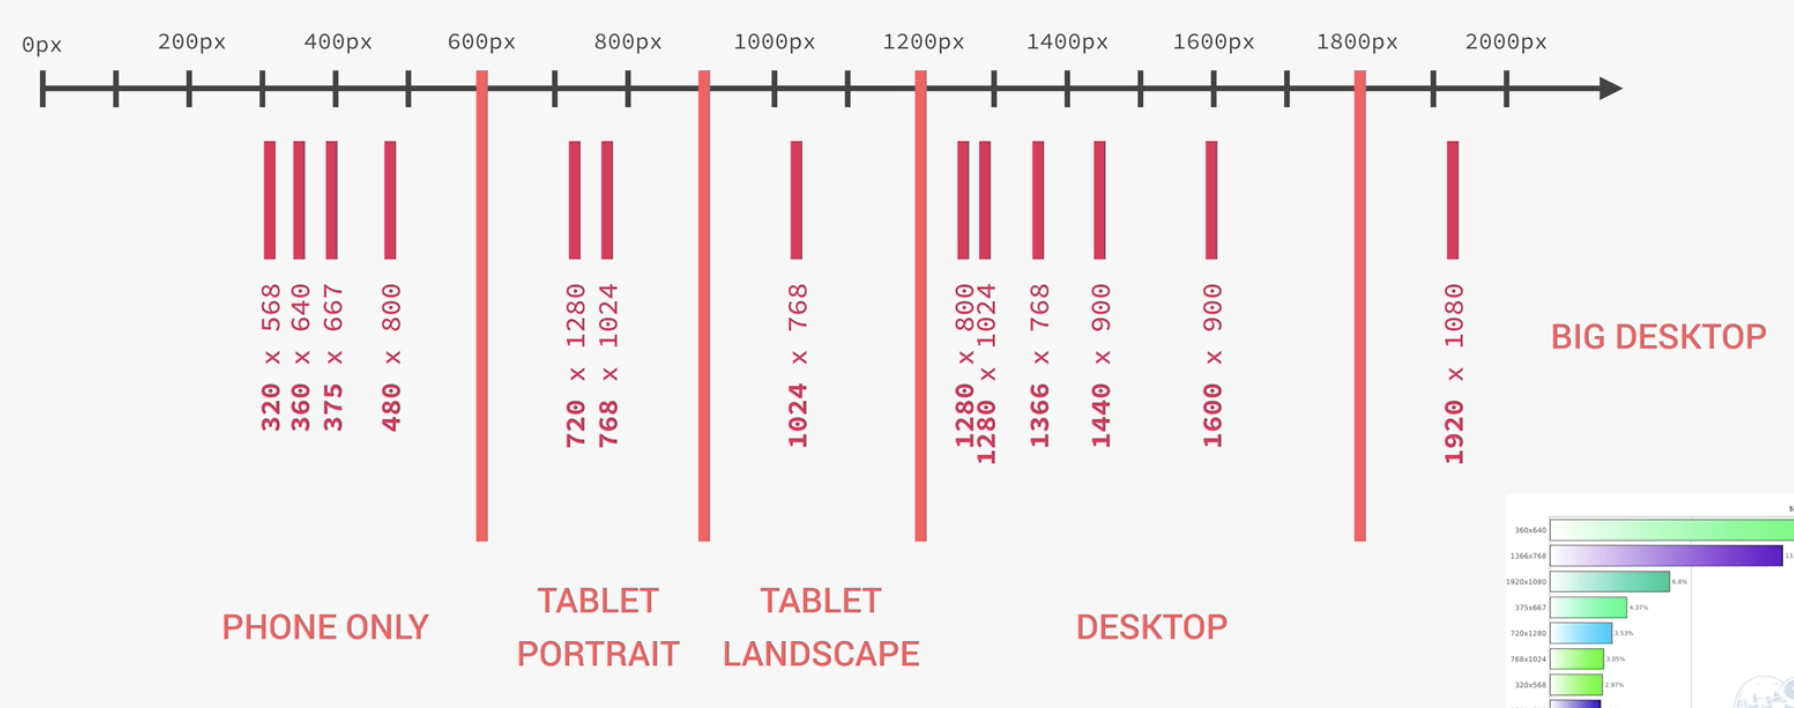 0px
200px
400px
600px
800px
1000px
1200px
1400px
1600px
1800px
2000px
320 x 568
360 x 640
375 x 667
480 x 800
720 x 1280
768 x 1024
1024 x 768
1280 x 800
1280 x 1024
1366 x 768
1440 x 900
1600 x 900
1920 x 1080
BIG DESKTOP
PHONE ONLY
TABLET
PORTRAIT
TABLET
LANDSCAPE
DESKTOP
360x640
1366x768
1920x1080 6.8%
375x667 4.37%
720x1280 3.53%
768x1024 3.05%
320x568 2.97%